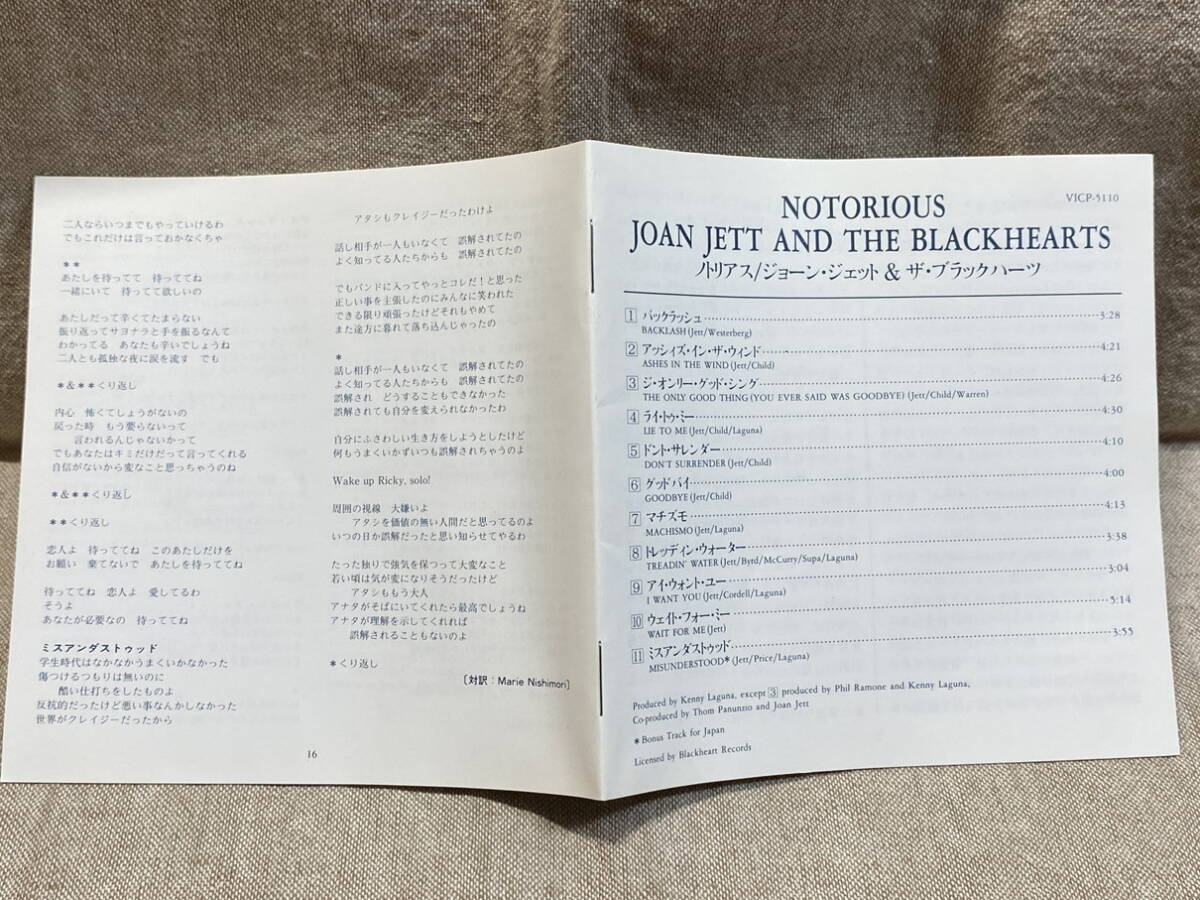 二人ならいつまでもやっていけるわ
でもこれだけは言っておかなくちゃ
＊＊
あたしを待ってて　待っててね
一緒にいて　待ってて欲しいの
あたしだって辛くてたまらない
振り返ってサヨナラと手を振るなんて
わかってる　あなたも辛いでしょうね
二人とも孤独な夜に涙を流す　でも
＊&＊＊くり返し
内心　怖くてしょうがないの
戻った時　もう要らないって
言われるんじゃないかって
でもあなたはキミだけだって言ってくれる
自信がないから変なこと思っちゃうのね
＊&＊＊くり返し
＊＊くり返し
恋人よ　待っててね　このあたしだけを
お願い　棄てないで　あたしを待っててね
待っててね　恋人よ　愛してるわ
そうよ
あなたが必要なの　待っててね
ミスアンダストゥッド
学生時代はなかなかうまくいかなかった
傷つけるつもりは無いのに
酷い仕打ちをしたものよ
反抗的だったけど悪い事なんかしなかった
世界がクレイジーだったから
アタシもクレイジーだったわけよ
話し相手が一人もいなくて　誤解されてたの
よく知ってる人たちからも　誤解されてたの
でもバンドに入ってやっとコレだ！と思った
正しい事を主張したのにみんなに笑われた
できる限り頑張ったけどそれもやめて
また途方に暮れて落ち込んじゃったの
＊
話し相手が一人もいなくて　誤解されてたの
よく知ってる人たちからも　誤解されてたの
誤解され　どうすることもできなかった
誤解されても自分を変えられなかったわ
自分にふさわしい生き方をしようとしたけど
何もうまくいかずいつも誤解されちゃうのよ
Wake up Ricky, solo!
周囲の視線　大嫌いよ
アタシを価値の無い人間だと思ってるのよ
いつの日か誤解だったと思い知らせてやるわ
たった独りで強気を保つって大変なこと
若い頃は気が変になりそうだったけど
アタシももう大人
アナタがそばにいてくれたら最高でしょうね
アナタが理解を示してくれれば
誤解されることもないのよ
＊くり返し
〔対訳：Marie Nishimori〕
16
VICP-5110
NOTORIOUS
JOAN JETT AND THE BLACKHEARTS
ノトリアス/ジョーン・ジェット & ザ・ブラックハーツ
1 バックラッシュ 3:28
BACKLASH (Jett/Westerberg)
2 アッシィズ・イン・ザ・ウィンド 4:21
ASHES IN THE WIND (Jett/Child)
3 ジ・オンリー・グッド・シング 4:26
THE ONLY GOOD THING (YOU EVER SAID WAS GOODBYE) (Jett/Child/Warren)
4 ライ・トゥ・ミー 4:30
LIE TO ME (Jett/Child/Laguna)
5 ドント・サレンダー 4:10
DON'T SURRENDER (Jett/Child)
6 グッドバイ 4:00
GOODBYE (Jett/Child)
7 マチズモ 4:13
MACHISMO (Jett/Laguna)
8 トレッディン・ウォーター 3:38
TREADIN' WATER (Jett/Byrd/McCurry/Supa/Laguna)
9 アイ・ウォント・ユー 3:04
I WANT YOU (Jett/Cordell/Laguna)
10 ウェイト・フォー・ミー 5:14
WAIT FOR ME (Jett)
11 ミスアンダストゥッド 3:55
MISUNDERSTOOD＊ (Jett/Price/Laguna)
Produced by Kenny Laguna, except 3 produced by Phil Ramone and Kenny Laguna,
Co-produced by Thom Panunzio and Joan Jett
＊Bonus Track for Japan
Licensed by Blackheart Records